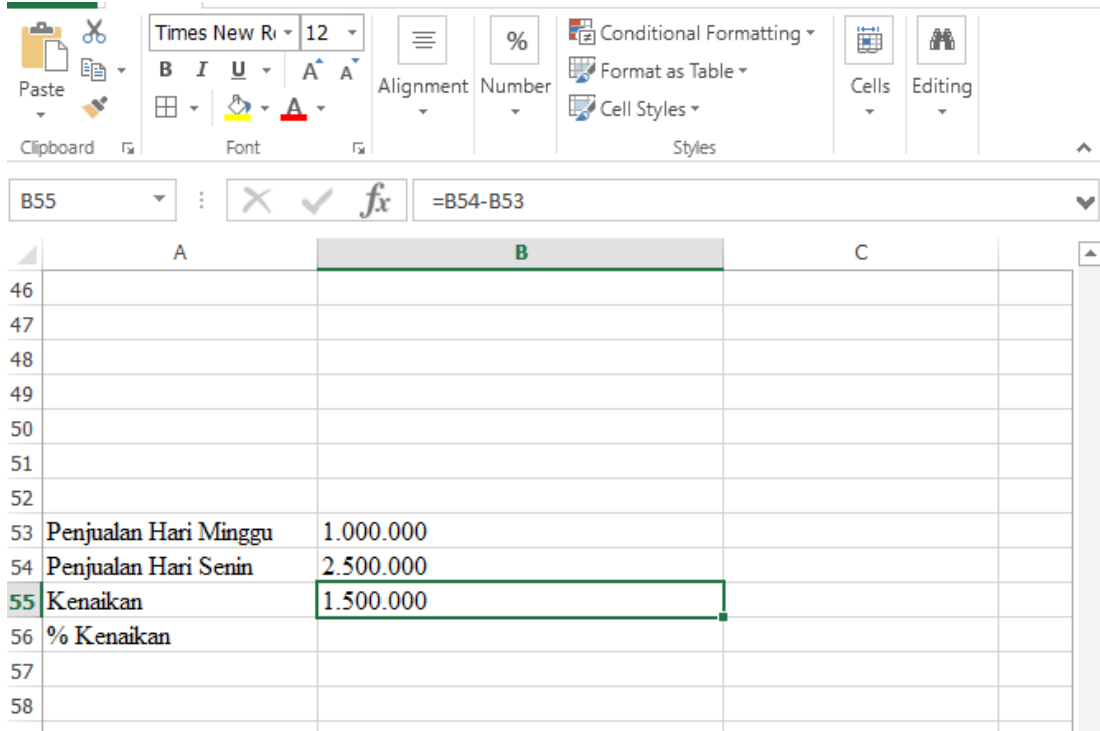 Times New R 12
% Conditional Formatting
B I U A A Format as Table
Paste Alignment Number Cells Editing
A Cell Styles
Clipboard Font Styles
B55 fx =B54-B53
A B C
46
47
48
49
50
51
52
53 Penjualan Hari Minggu 1.000.000
54 Penjualan Hari Senin 2.500.000
55 Kenaikan 1.500.000
56 % Kenaikan
57
58